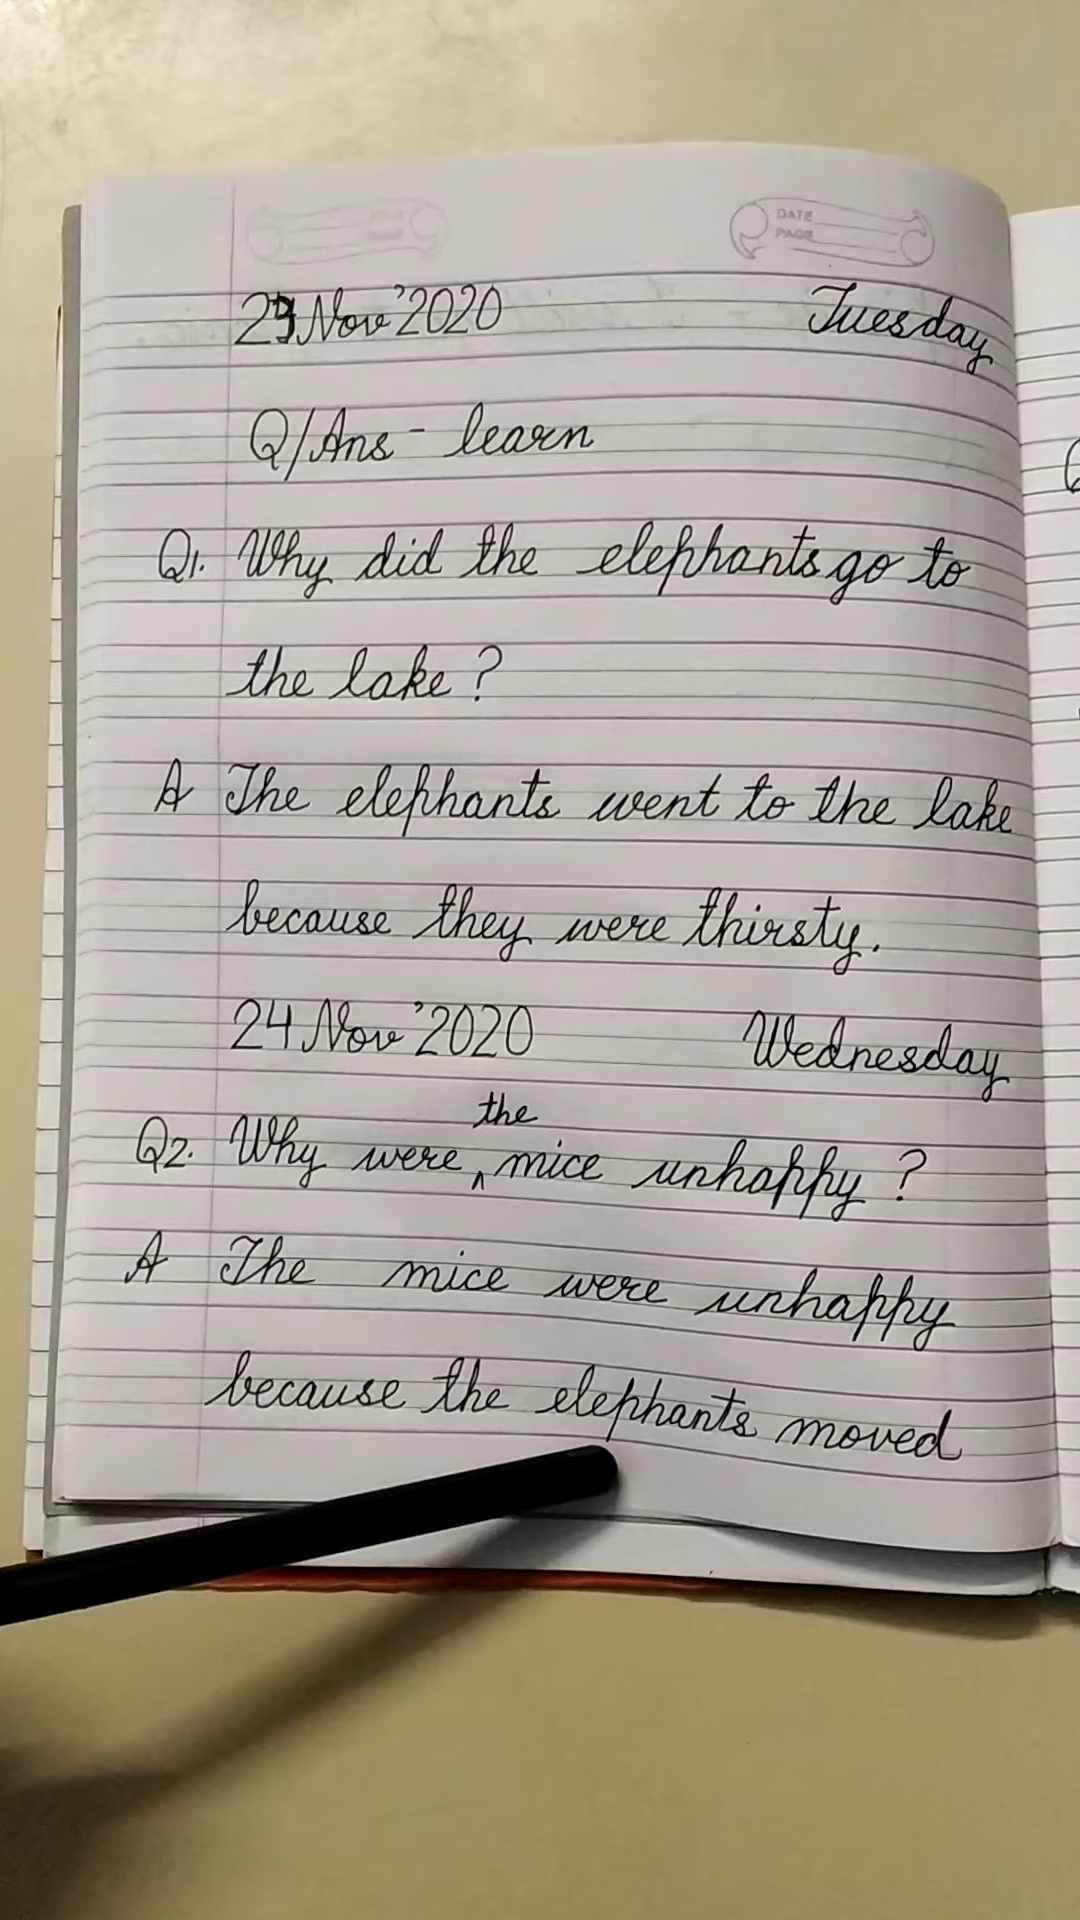 DATE
PAGE
Nov'2020 Tuesday
Q/Ans - learn
Q1. Why did the elephants go to
the lake?
A The elephants went to the lake
because they were thirsty.
24 Nov'2020 Wednesday
the
Q2. Why were ^ mice unhappy?
A The mice were unhappy
because the elephants moved